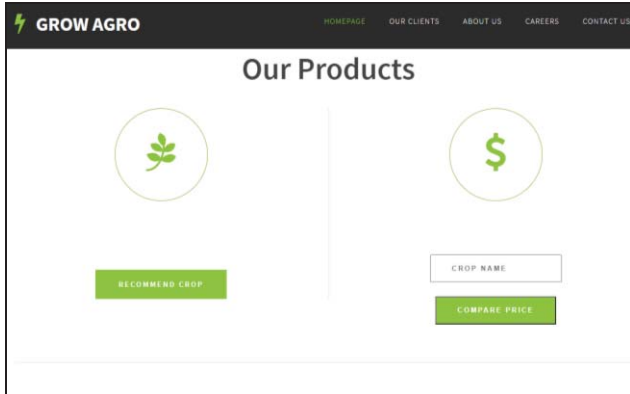 GROW AGRO
HOMEPAGE OUR CLIENTS ABOUT US CAREERS CONTACT US
Our Products
$
RECOMMEND CROP
CROP NAME
COMPARE PRICE